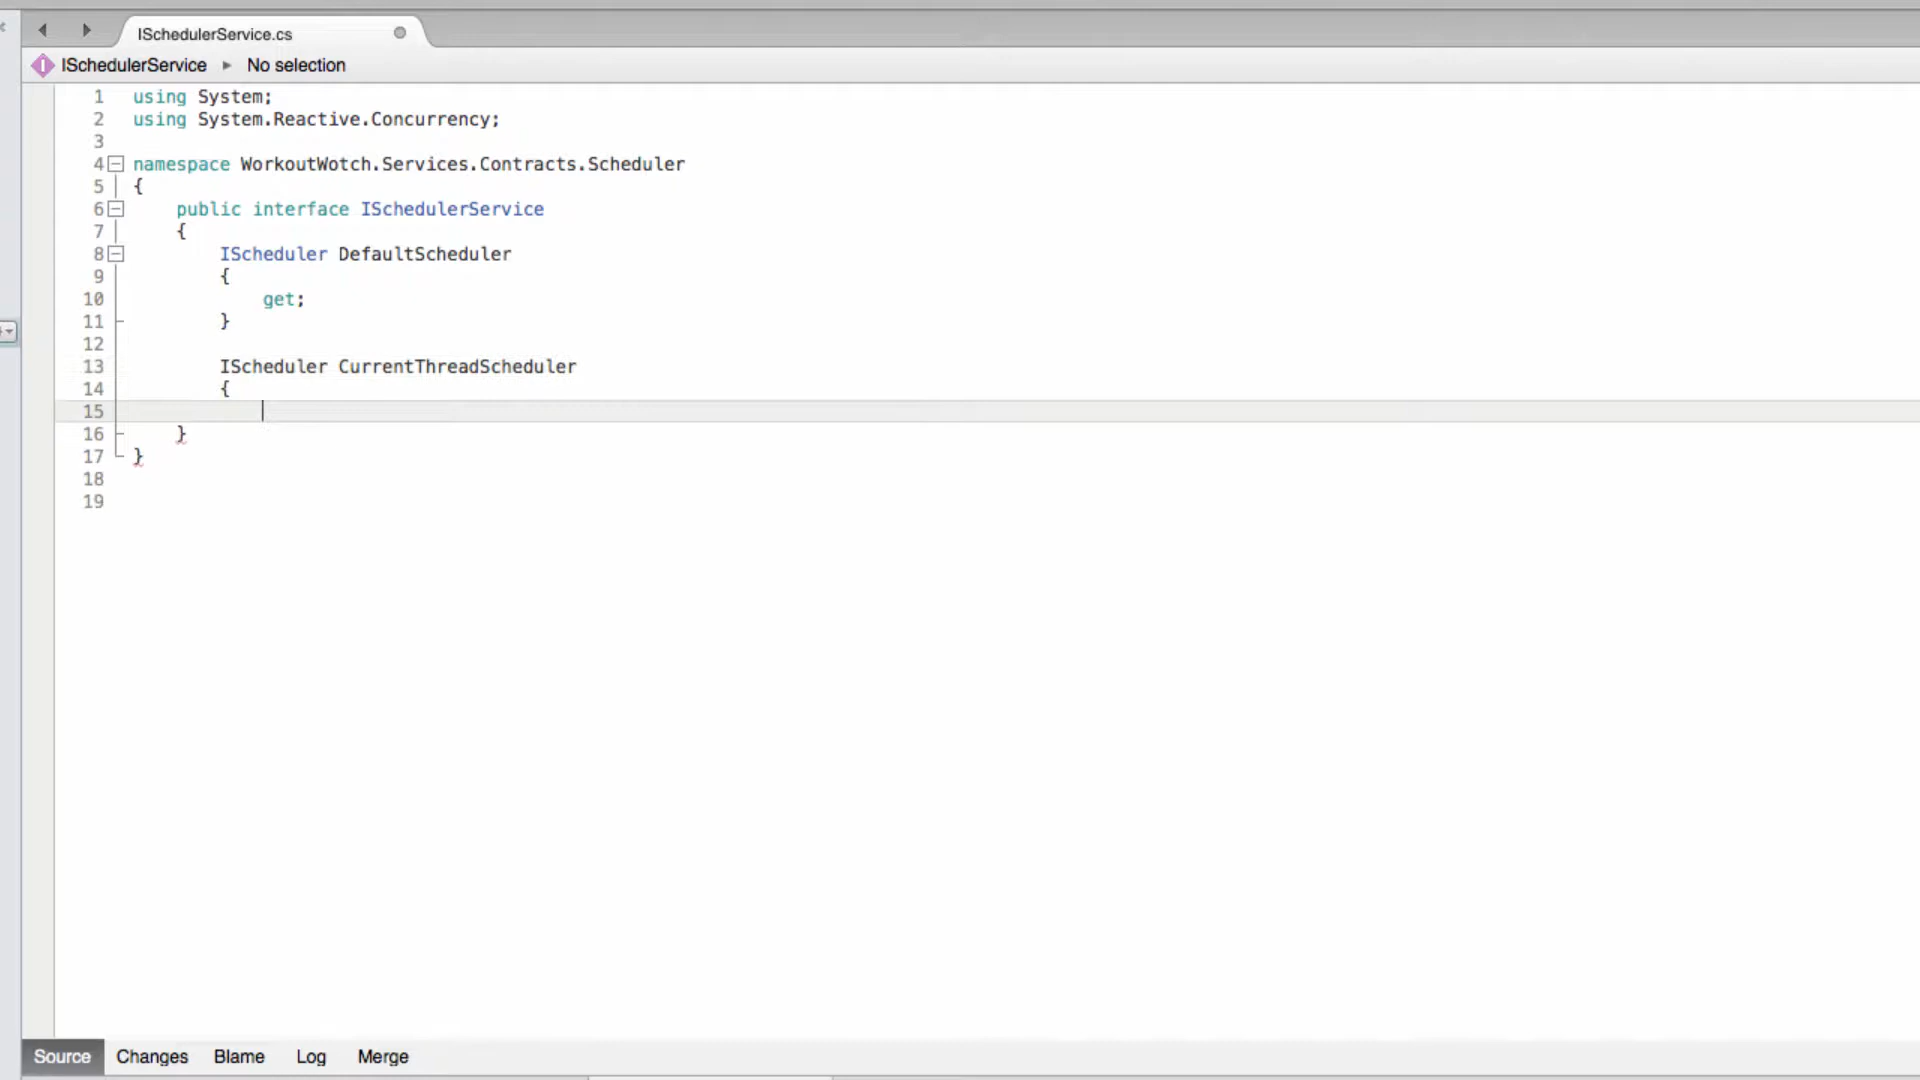 ISchedulerService.cs
ISchedulerService ▸ No selection
1 using System;
2 using System.Reactive.Concurrency;
3
4 namespace WorkoutWotch.Services.Contracts.Scheduler
5 {
6 public interface ISchedulerService
7 {
8 IScheduler DefaultScheduler
9 {
10 get;
11 }
12
13 IScheduler CurrentThreadScheduler
14 {
15
16 }
17 }
18
19
Source Changes Blame Log Merge